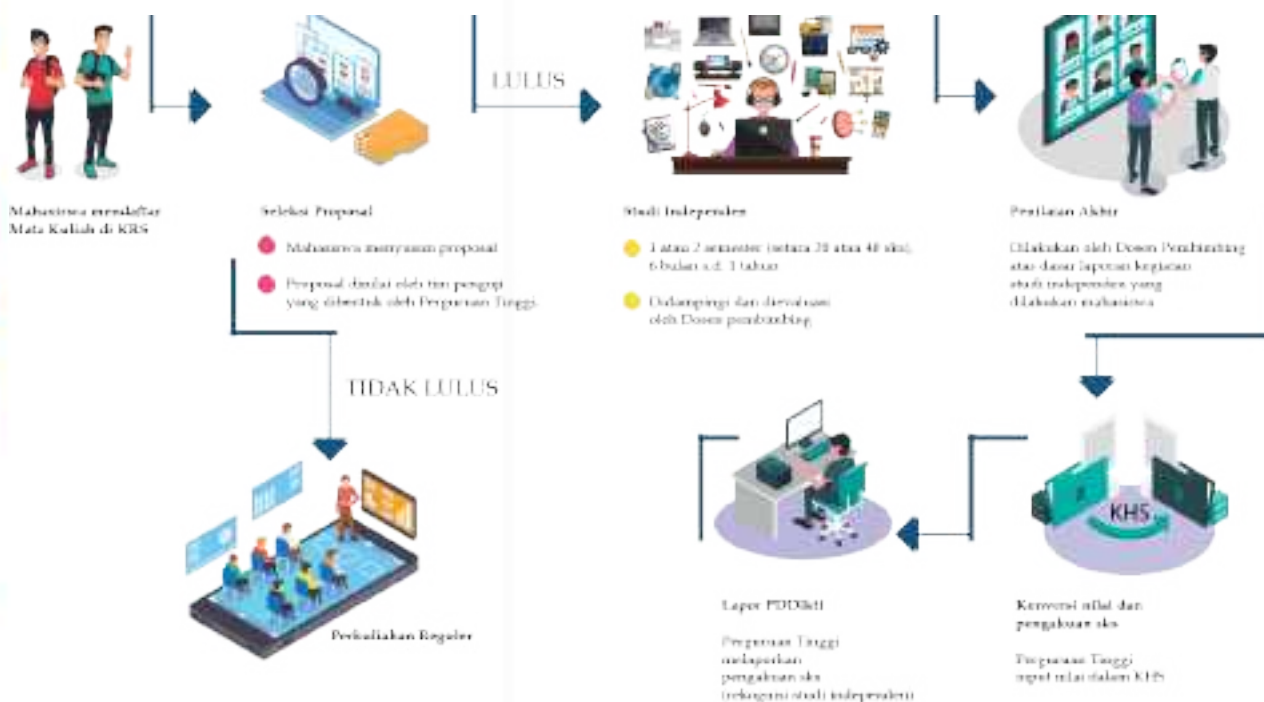 LULUS
Mahasiswa mendaftar
Mata Kuliah di KRS
Seleksi Proposal
Mahasiswa menyusun proposal
Proposal dinilai oleh tim penguji
yang dibentuk oleh Perguruan Tinggi.
Studi Independen
1 atau 2 semester (setara 20 atau 40 sks),
6 bulan s.d. 1 tahun
Didampingi dan dievaluasi
oleh Dosen pembimbing
Penilaian Akhir
Dilakukan oleh Dosen Pembimbing
atas dasar laporan kegiatan
studi independen yang
dilakukan mahasiswa
TIDAK LULUS
Perkuliahan Reguler
KHS
Lapor PDDikti
Perguruan Tinggi
melaporkan
pengakuan sks
(rekognisi studi independen)
Konversi nilai dan
pengakuan sks
Perguruan Tinggi
input nilai dalam KHS